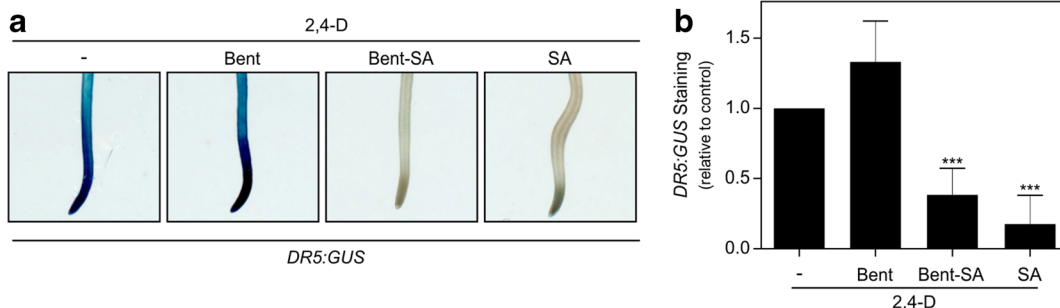 a
2,4-D
- Bent Bent-SA SA
DR5:GUS
b
DR5:GUS Staining
(relative to control)
1.5
1.0
0.5
0.0
***
***
- Bent Bent-SA SA
2,4-D